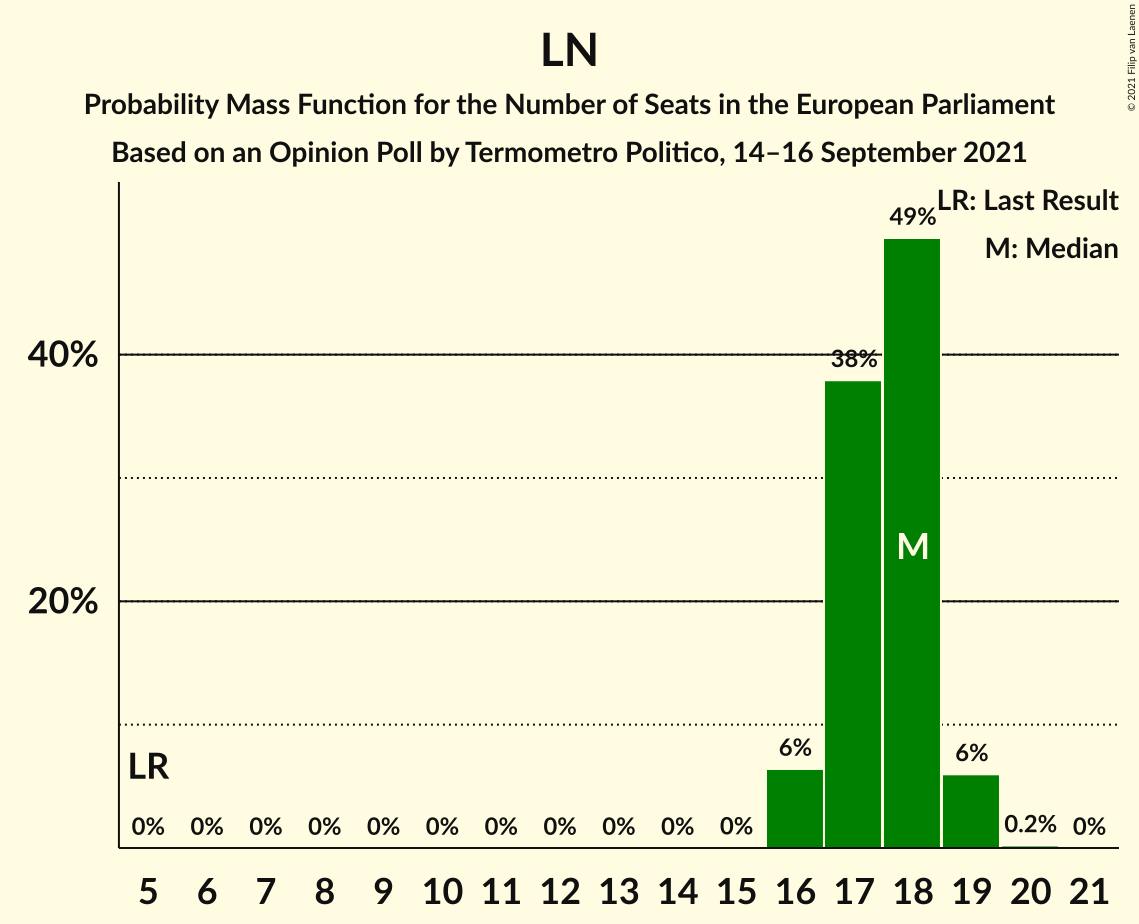 LN
Probability Mass Function for the Number of Seats in the European Parliament
Based on an Opinion Poll by Termometro Politico, 14–16 September 2021
© 2021 Filip van Laenen
LR: Last Result
M: Median
49%
40%
38%
M
20%
LR
6%
6%
0% 0% 0% 0% 0% 0% 0% 0% 0% 0% 0% 0.2% 0%
5 6 7 8 9 10 11 12 13 14 15 16 17 18 19 20 21